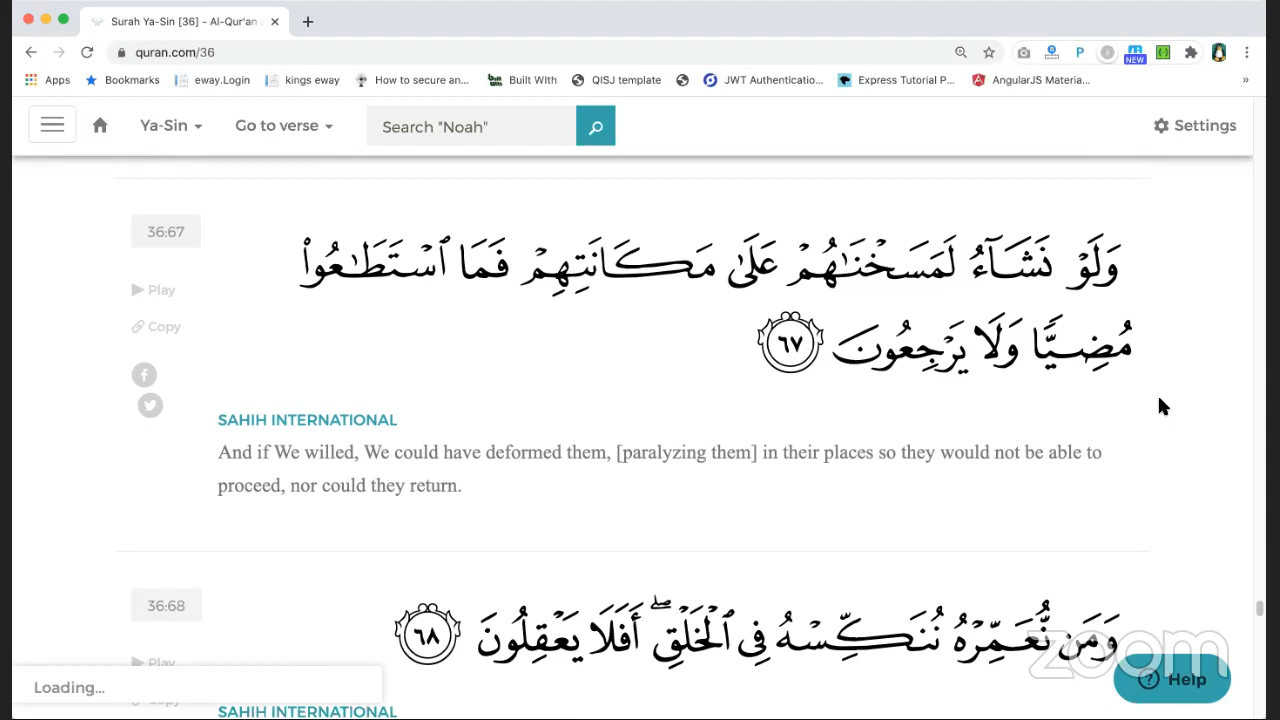 Surah Ya-Sin [36] - Al-Qur'an
quran.com/36
NEW
Apps Bookmarks eway.Login kings eway How to secure an... Built WIth QISJ template JWT Authenticatio... Express Tutorial P... AngularJS Materia... »
Ya-Sin Go to verse Search "Noah" Settings
36:67
وَلَوْ نَشَآءُ لَمَسَخْنَـٰهُمْ عَلَىٰ مَكَانَتِهِمْ فَمَا ٱسْتَطَـٰعُوا۟
Play
Copy
مُضِيًّا وَلَا يَرْجِعُونَ ٦٧
SAHIH INTERNATIONAL
And if We willed, We could have deformed them, [paralyzing them] in their places so they would not be able to
proceed, nor could they return.
36:68
وَمَن نُّعَمِّرْهُ نُنَكِّسْهُ فِى ٱلْخَلْقِ ۖ أَفَلَا يَعْقِلُونَ ٦٨
Play
zoom
Loading...
Help
Copy
SAHIH INTERNATIONAL